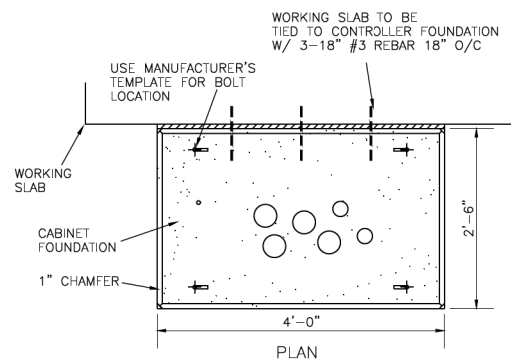 WORKING SLAB TO BE
TIED TO CONTROLLER FOUNDATION
W/ 3-18" #3 REBAR 18" O/C
USE MANUFACTURER'S
TEMPLATE FOR BOLT
LOCATION
WORKING
SLAB
CABINET
FOUNDATION
1" CHAMFER
2'-6"
4'-0"
PLAN